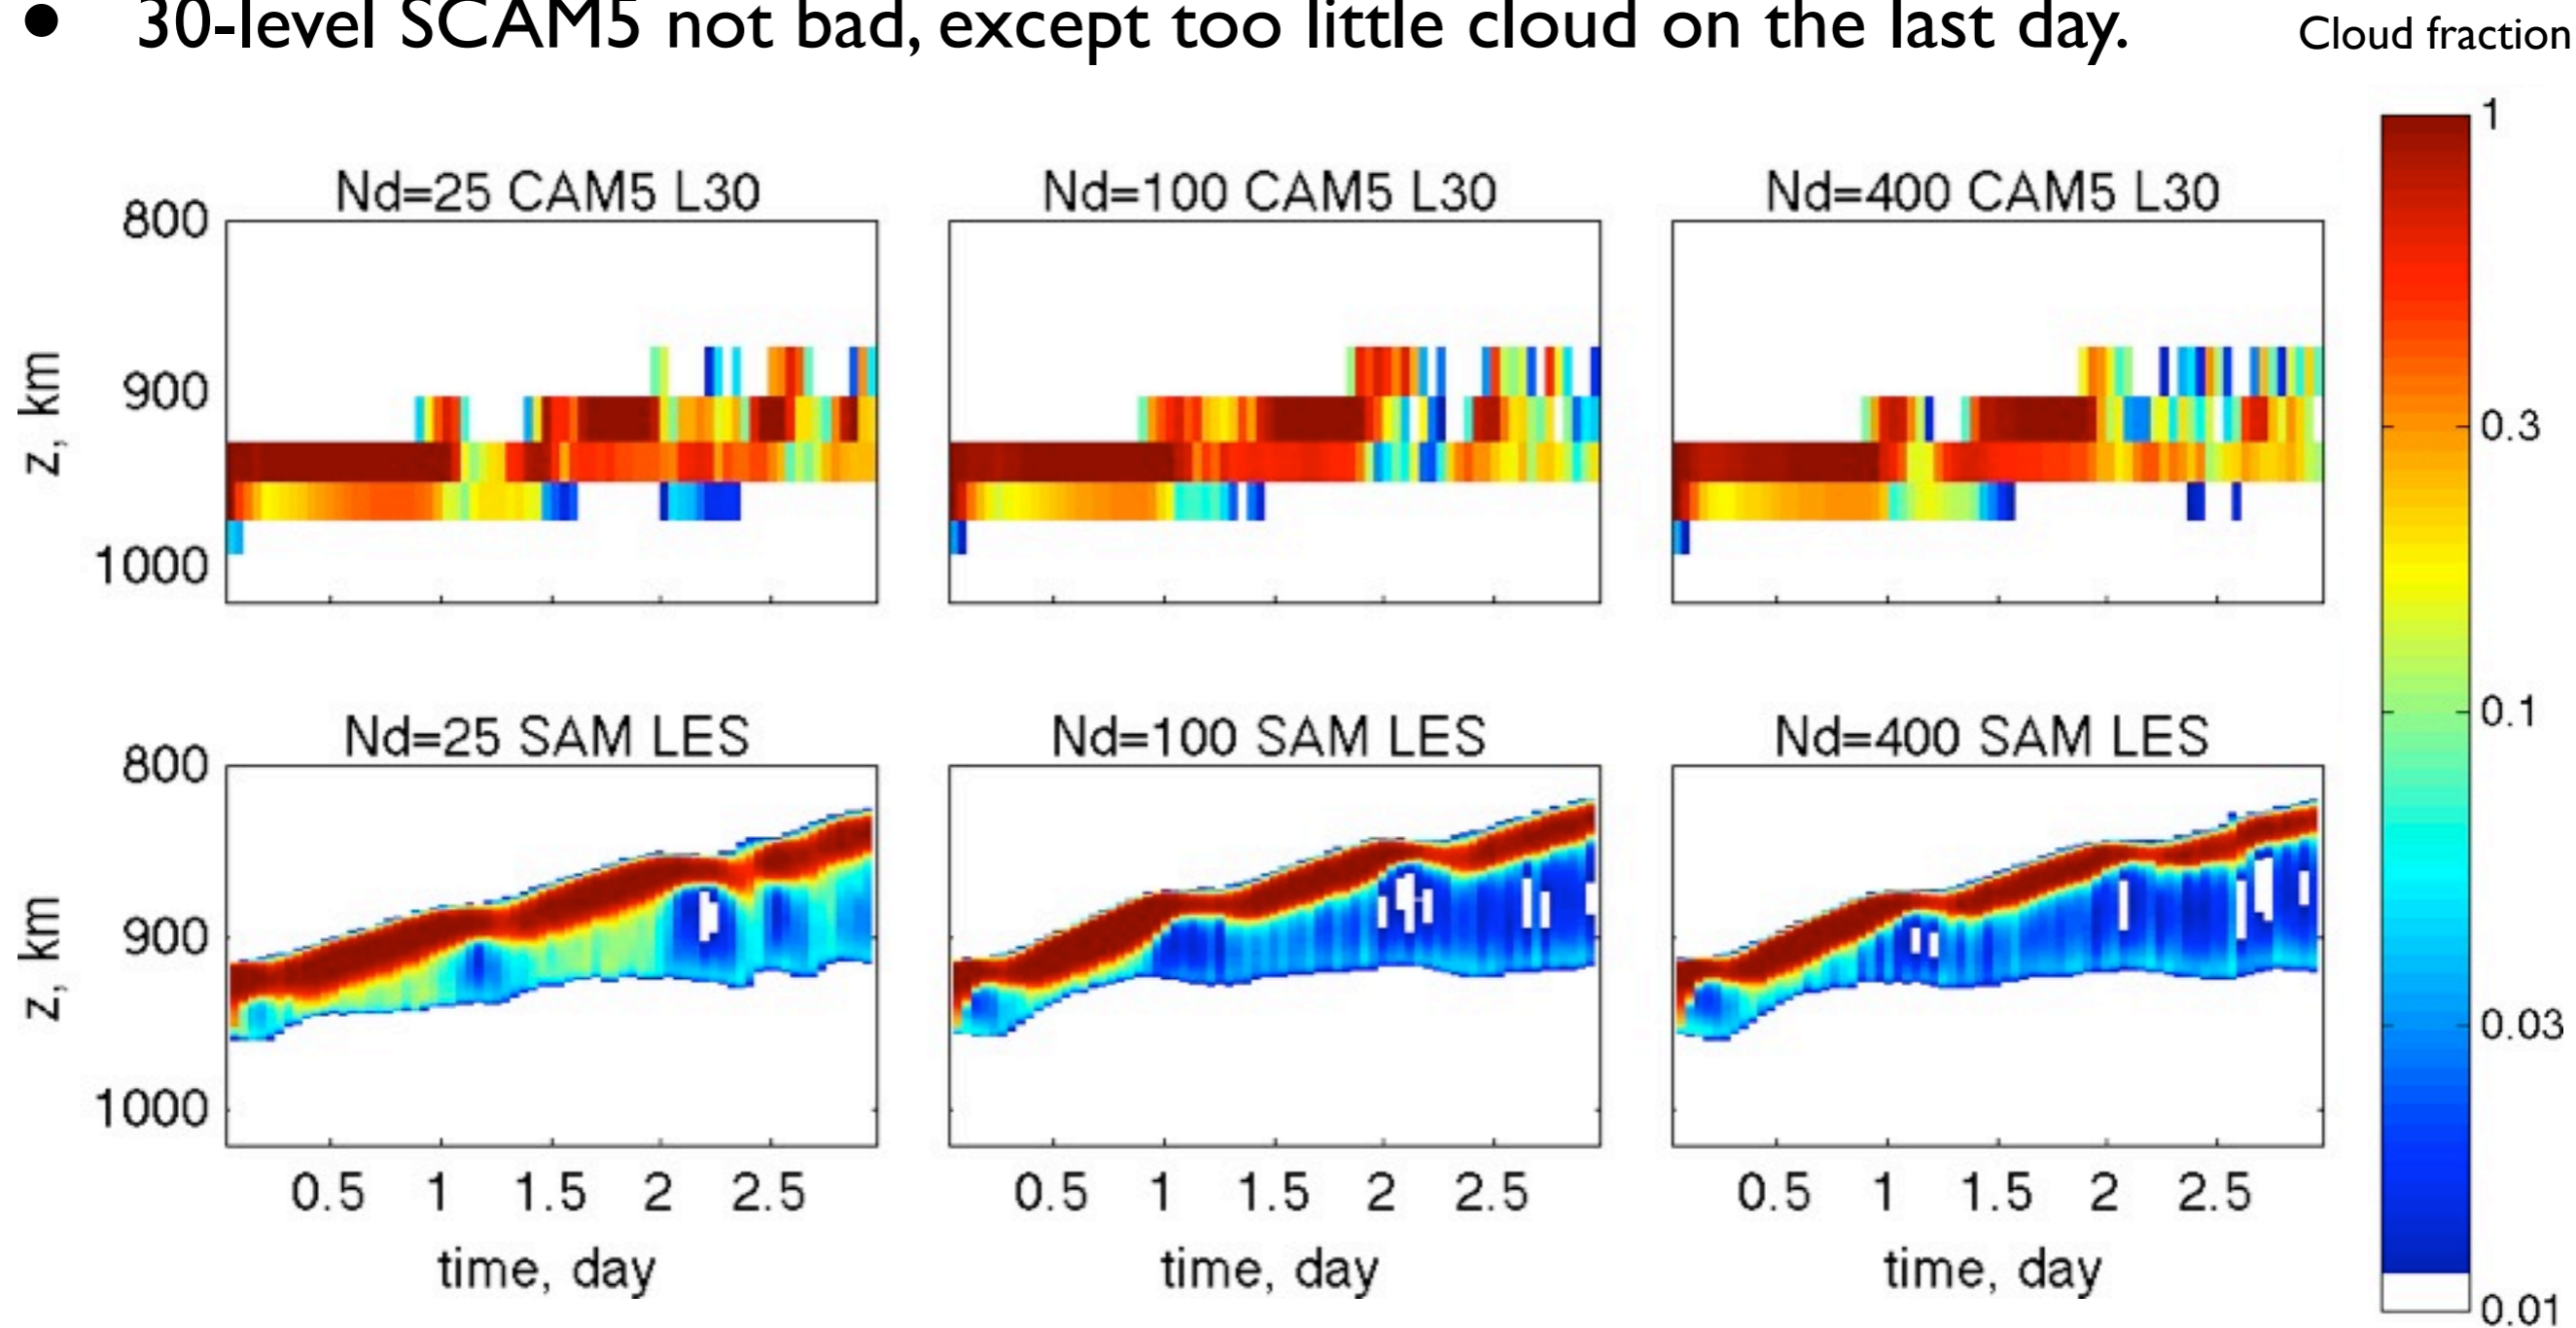 • 30-level SCAM5 not bad, except too little cloud on the last day.
Cloud fraction
Nd=25 CAM5 L30
Nd=100 CAM5 L30
Nd=400 CAM5 L30
800
900
1000
z, km
Nd=25 SAM LES
Nd=100 SAM LES
Nd=400 SAM LES
800
900
1000
z, km
0.5 1 1.5 2 2.5
0.5 1 1.5 2 2.5
0.5 1 1.5 2 2.5
time, day
time, day
time, day
1
0.3
0.1
0.03
0.01